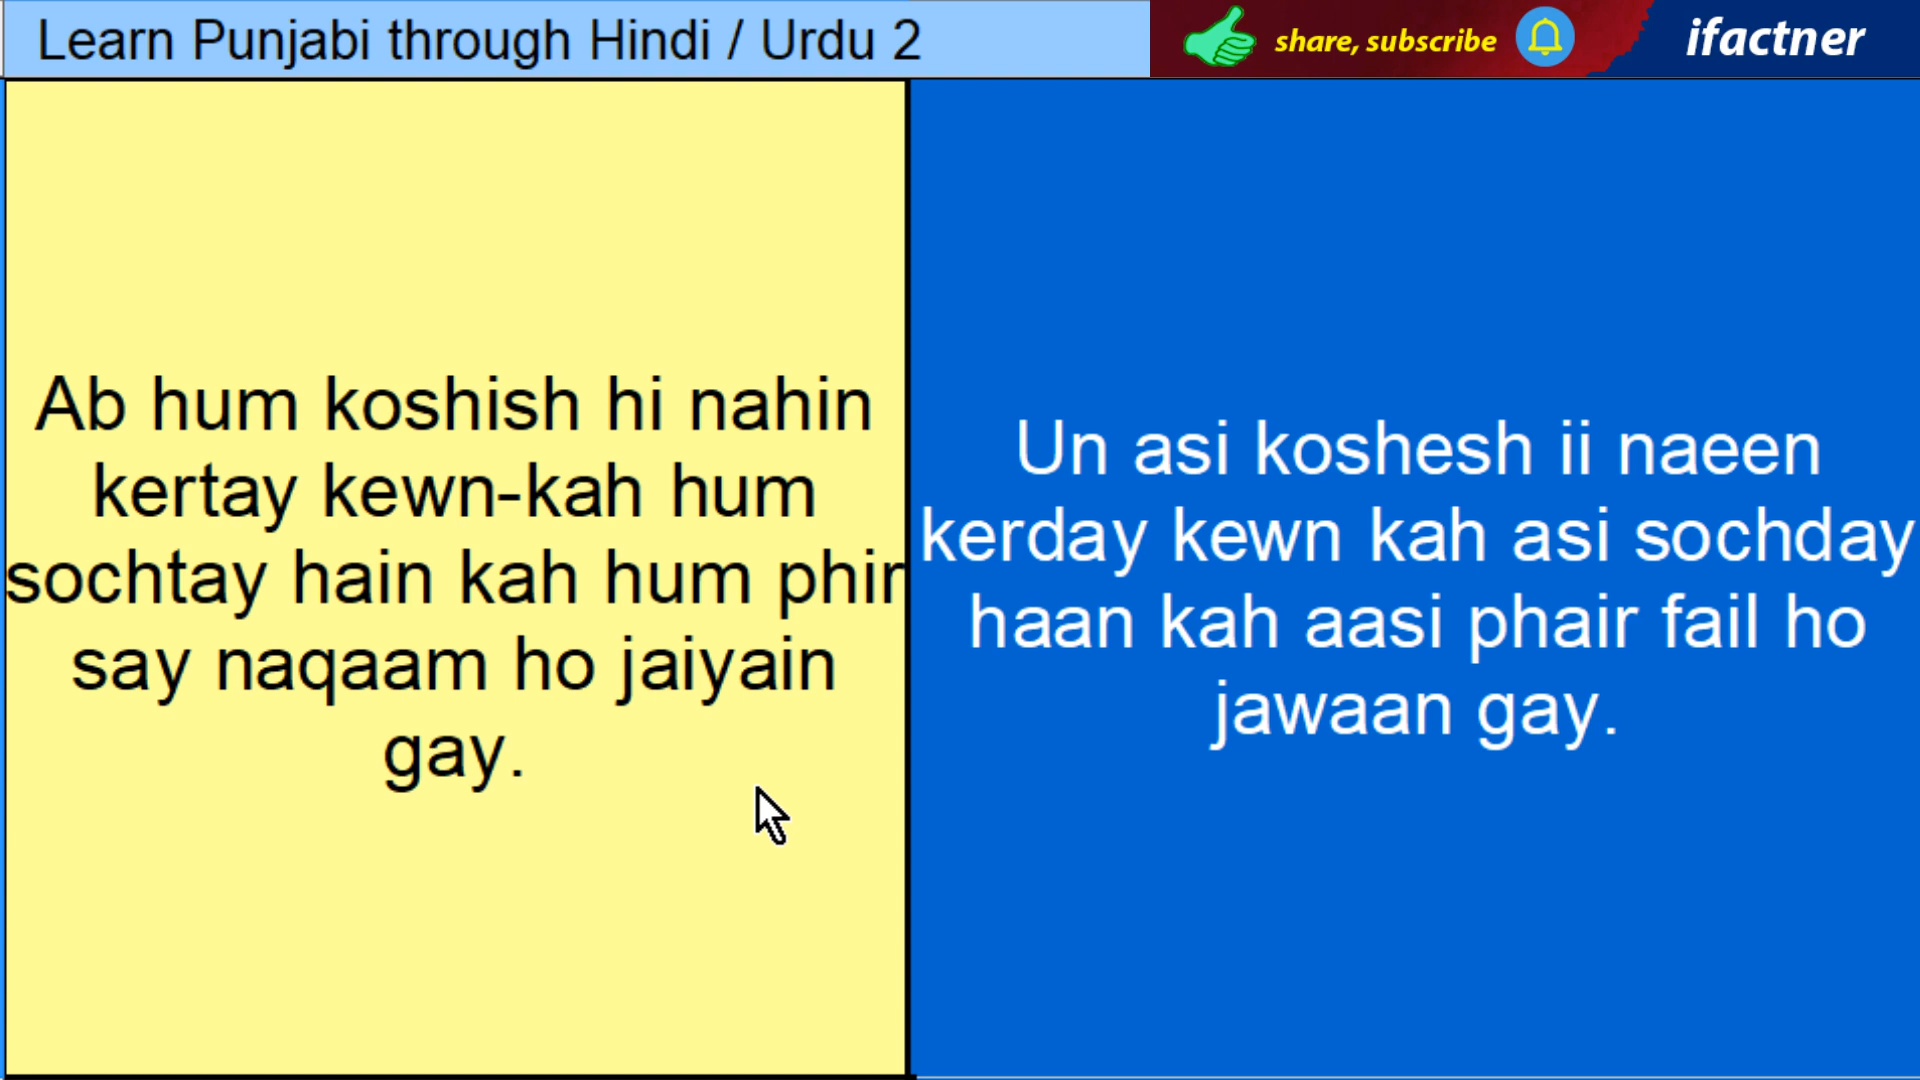 Learn Punjabi through Hindi / Urdu 2
share, subscribe
ifactner
Ab hum koshish hi nahin
kertay kewn-kah hum
sochtay hain kah hum phir
say naqaam ho jaiyain
gay.
Un asi koshesh ii naeen
kerday kewn kah asi sochday
haan kah aasi phair fail ho
jawaan gay.